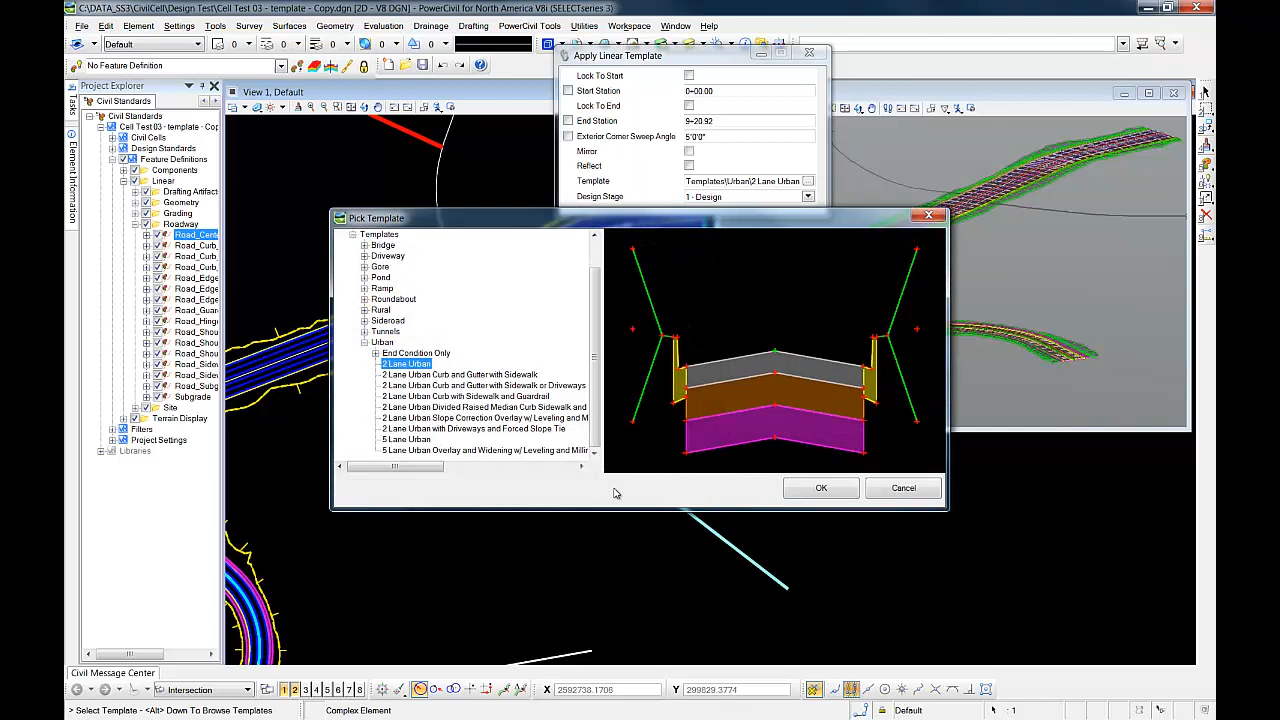 C:\DATA_SS3\CivilCell\Design Test\Cell Test 03 - template - Copy.dgn [2D - V8 DGN] - PowerCivil for North America V8i (SELECTseries 3)
File Edit Element Settings Tools Survey Geometry Evaluation Drainage Drafting PowerCivil Tools Utilities Workspace Window Help
Default 0 0 0 0
No Feature Definition
Project Explorer
Civil Standards
Civil Standards
Cell Test 03 - template - Cop
Civil Cells
Design Standards
Feature Definitions
Components
Linear
Drafting Artifact
Geometry
Grading
Roadway
Road_Cente
Road_Curb_
Road_Curb_
Road_Curb_
Road_Edge
Road_Edge
Road_Edge
Road_Guar
Road_Hinge
Road_Shou
Road_Shou
Road_Shou
Road_Side
Road_Side
Road_Subg
Subgrade
Site
Terrain Display
Filters
Project Settings
Libraries
Tasks
Element Information
View 1, Default
Apply Linear Template
Lock To Start
Start Station 0+00.00
Lock To End
End Station 9+20.92
Exterior Corner Sweep Angle 5°0'0"
Mirror
Reflect
Template Templates\Urban\2 Lane Urban ...
Design Stage 1 - Design
Pick Template
Templates
Bridge
Driveway
Gore
Pond
Ramp
Roundabout
Rural
Sideroad
Tunnels
Urban
End Condition Only
2 Lane Urban
2 Lane Urban Curb and Gutter with Sidewalk
2 Lane Urban Curb and Gutter with Sidewalk or Driveways
2 Lane Urban Curb with Sidewalk and Guardrail
2 Lane Urban Divided Raised Median Curb Sidewalk and
2 Lane Urban Slope Correction Overlay w/ Leveling and M
2 Lane Urban with Driveways and Forced Slope Tie
5 Lane Urban
5 Lane Urban Overlay and Widening w/ Leveling and Millin
OK Cancel
Civil Message Center
Intersection 1 2 3 4 5 6 7 8 X 2592738.1706 Y 299829.3774
> Select Template - <Alt> Down To Browse Templates Complex Element Default : 1